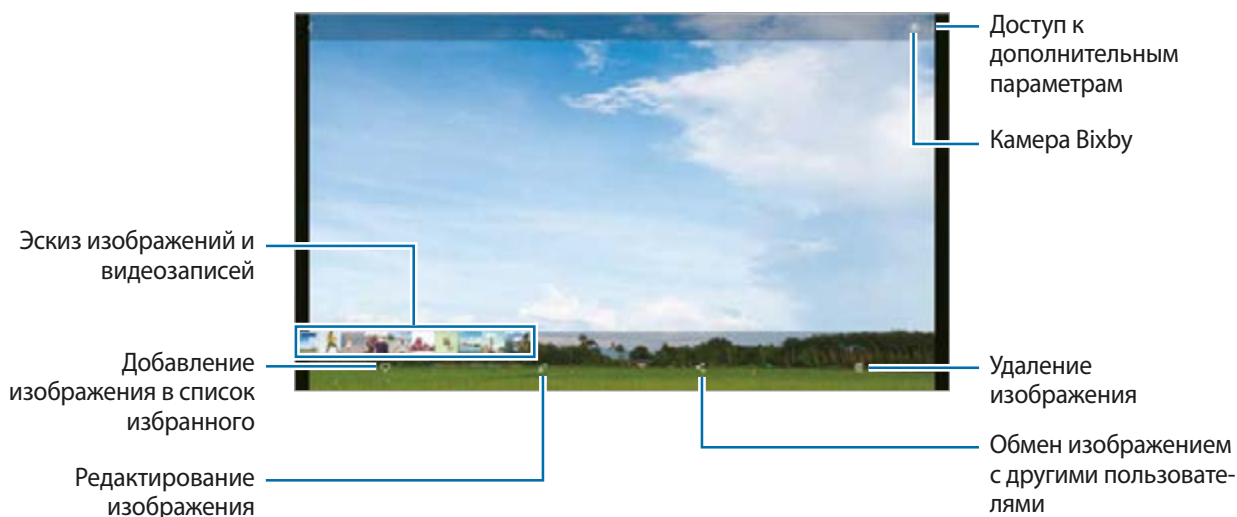 Доступ к
дополнительным
параметрам
Камера Bixby
Эскиз изображений и
видеозаписей
Добавление
изображения в список
избранного
Редактирование
изображения
Удаление
изображения
Обмен изображением
с другими пользовате-
лями